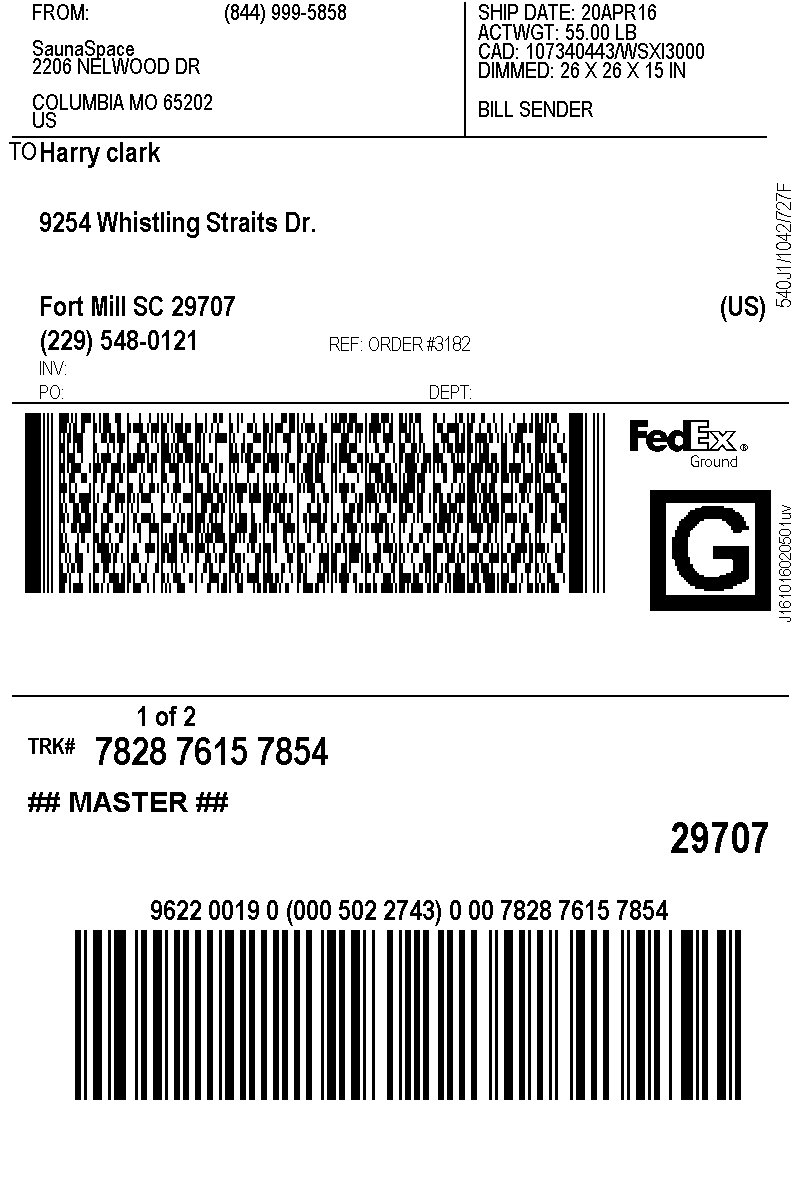 FROM: (844) 999-5858
SaunaSpace
2206 NELWOOD DR
COLUMBIA MO 65202
US
SHIP DATE: 20APR16
ACTWGT: 55.00 LB
CAD: 107340443/WSXI3000
DIMMED: 26 X 26 X 15 IN
BILL SENDER
TO Harry clark
9254 Whistling Straits Dr.
Fort Mill SC 29707 (US)
(229) 548-0121 REF: ORDER #3182
INV:
PO: DEPT:
540J1/1042/727F
FedEx®
Ground
G
J161016020501uv
1 of 2
TRK# 7828 7615 7854
## MASTER ##
29707
9622 0019 0 (000 502 2743) 0 00 7828 7615 7854